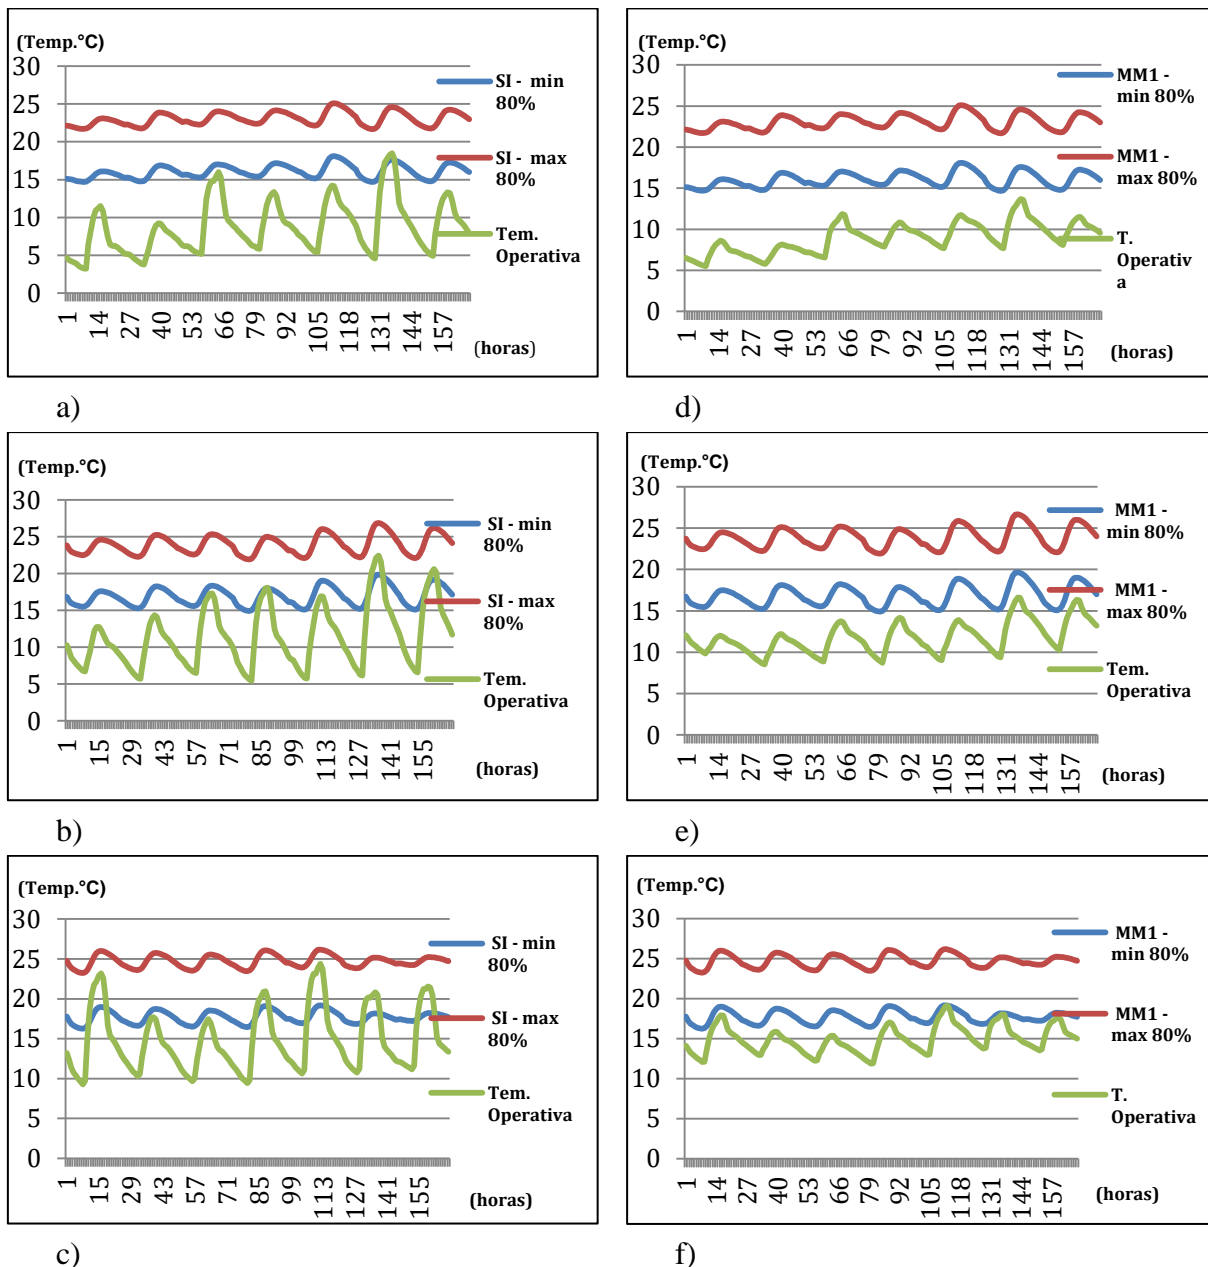 (Temp.°C)
30
25
20
15
10
5
0
1
14
27
40
53
66
79
92
105
118
131
144
157
(horas)
SI - min
80%
SI - max
80%
Tem.
Operativa
a)
(Temp.°C)
30
25
20
15
10
5
0
1
14
27
40
53
66
79
92
105
118
131
144
157
(horas)
MM1 -
min 80%
MM1 -
max 80%
T.
Operativ
a
d)
(Temp.°C)
30
25
20
15
10
5
0
1
15
29
43
57
71
85
99
113
127
141
155
(horas)
SI - min
80%
SI - max
80%
Tem.
Operativa
b)
(Temp.°C)
30
25
20
15
10
5
0
1
14
27
40
53
66
79
92
105
118
131
144
157
(horas)
MM1 -
min 80%
MM1 -
max 80%
Tem.
Operativa
e)
(Temp.°C)
30
25
20
15
10
5
0
1
15
29
43
57
71
85
99
113
127
141
155
(horas)
SI - min
80%
SI - max
80%
Tem.
Operativa
c)
(Temp.°C)
30
25
20
15
10
5
0
1
14
27
40
53
66
79
92
105
118
131
144
157
(horas)
MM1 -
min 80%
MM1 -
max 80%
T.
Operativa
f)